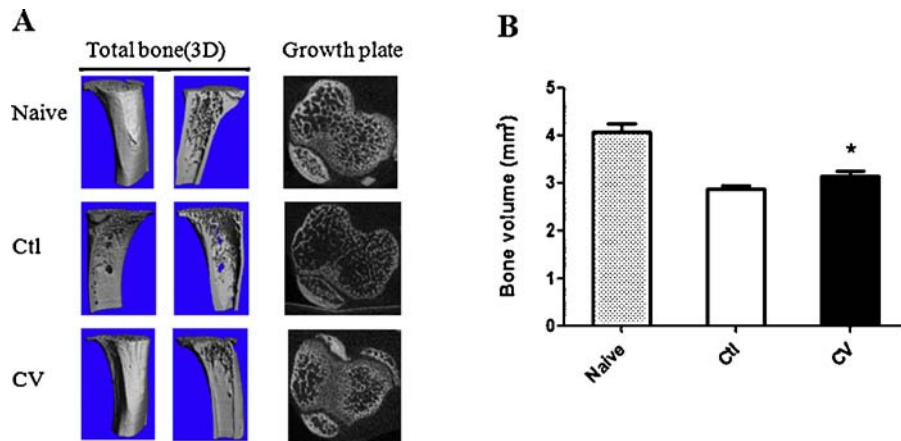 A
Total bone(3D)
Growth plate
Naive
Ctl
CV
B
Bone volume (mm³)
5
4
3
2
1
0
*
Naive
Ctl
CV